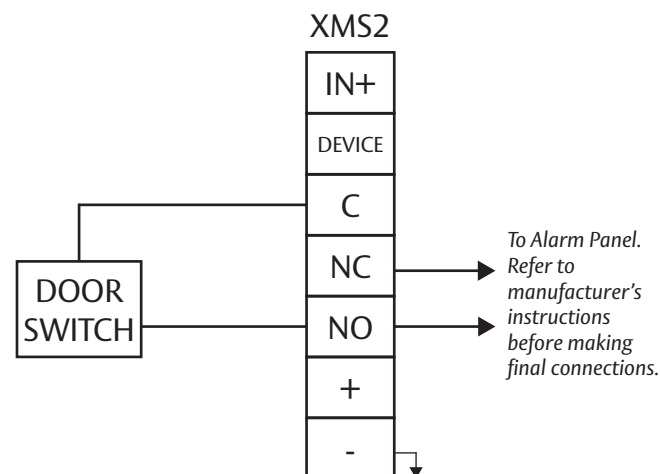 XMS2
IN+
DEVICE
C
NC
NO
+
-
DOOR
SWITCH
To Alarm Panel.
Refer to
manufacturer's
instructions
before making
final connections.